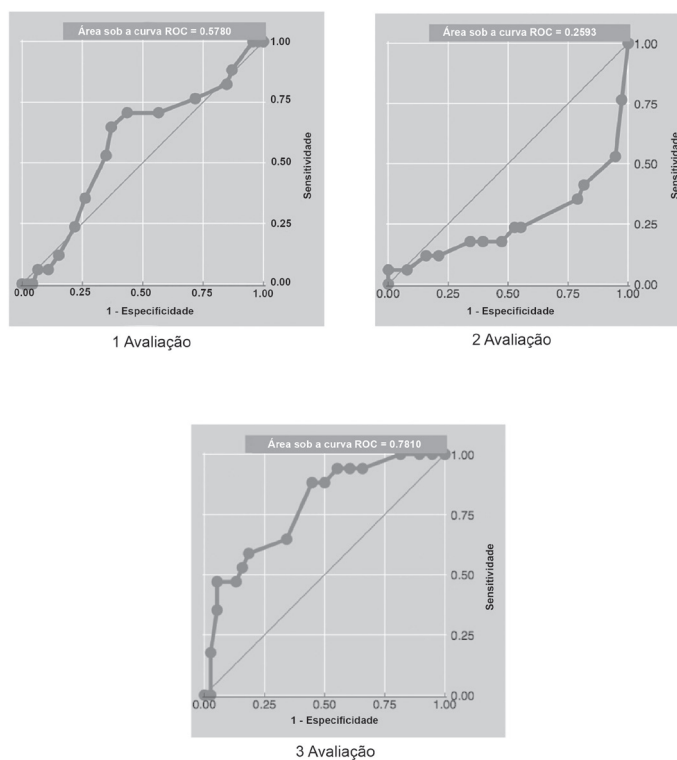 Área sob a curva ROC = 0.5780
1.00
0.75
0.50
0.25
0.00
Sensitividade
0.00 0.25 0.50 0.75 1.00
1 - Especificidade
1 Avaliação
Área sob a curva ROC = 0.2593
1.00
0.75
0.50
0.25
0.00
Sensitividade
0.00 0.25 0.50 0.75 1.00
1 - Especificidade
2 Avaliação
Área sob a curva ROC = 0.7810
1.00
0.75
0.50
0.25
0.00
Sensitividade
0.00 0.25 0.50 0.75 1.00
1 - Especificidade
3 Avaliação